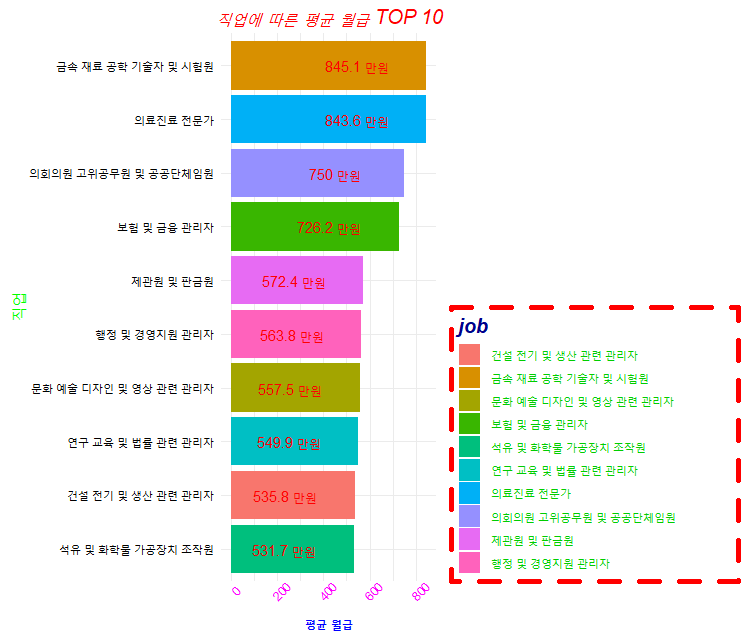 직업에 따른 평균 월급 TOP 10
금속 재료 공학 기술자 및 시험원
845.1 만원
의료진료 전문가
843.6 만원
의회의원 고위공무원 및 공공단체임원
750 만원
보험 및 금융 관리자
726.2 만원
제관원 및 판금원
572.4 만원
행정 및 경영지원 관리자
563.8 만원
문화 예술 디자인 및 영상 관련 관리자
557.5 만원
연구 교육 및 법률 관련 관리자
549.9 만원
건설 전기 및 생산 관련 관리자
535.8 만원
석유 및 화학물 가공장치 조작원
531.7 만원
직업
0
200
400
600
800
평균 월급
job
건설 전기 및 생산 관련 관리자
금속 재료 공학 기술자 및 시험원
문화 예술 디자인 및 영상 관련 관리자
보험 및 금융 관리자
석유 및 화학물 가공장치 조작원
연구 교육 및 법률 관련 관리자
의료진료 전문가
의회의원 고위공무원 및 공공단체임원
제관원 및 판금원
행정 및 경영지원 관리자